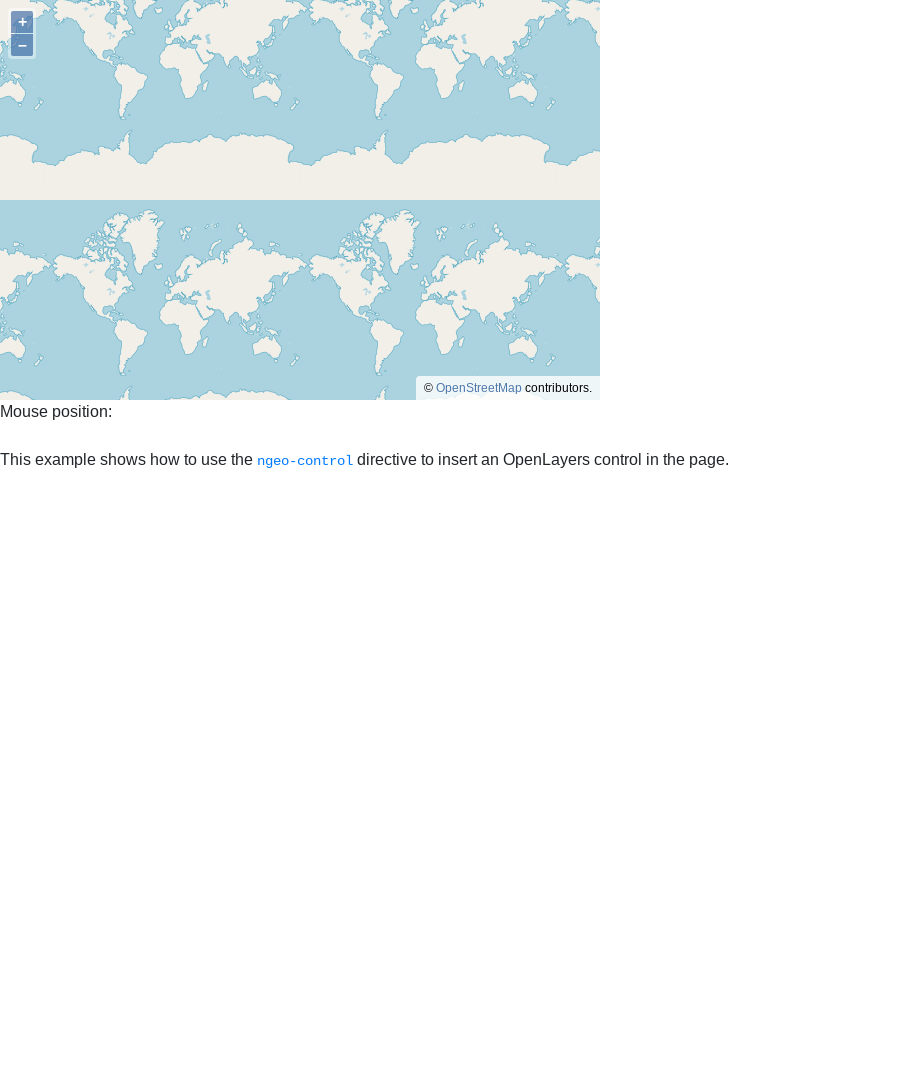 +
−
© OpenStreetMap contributors.
Mouse position:
This example shows how to use the ngeo-control directive to insert an OpenLayers control in the page.